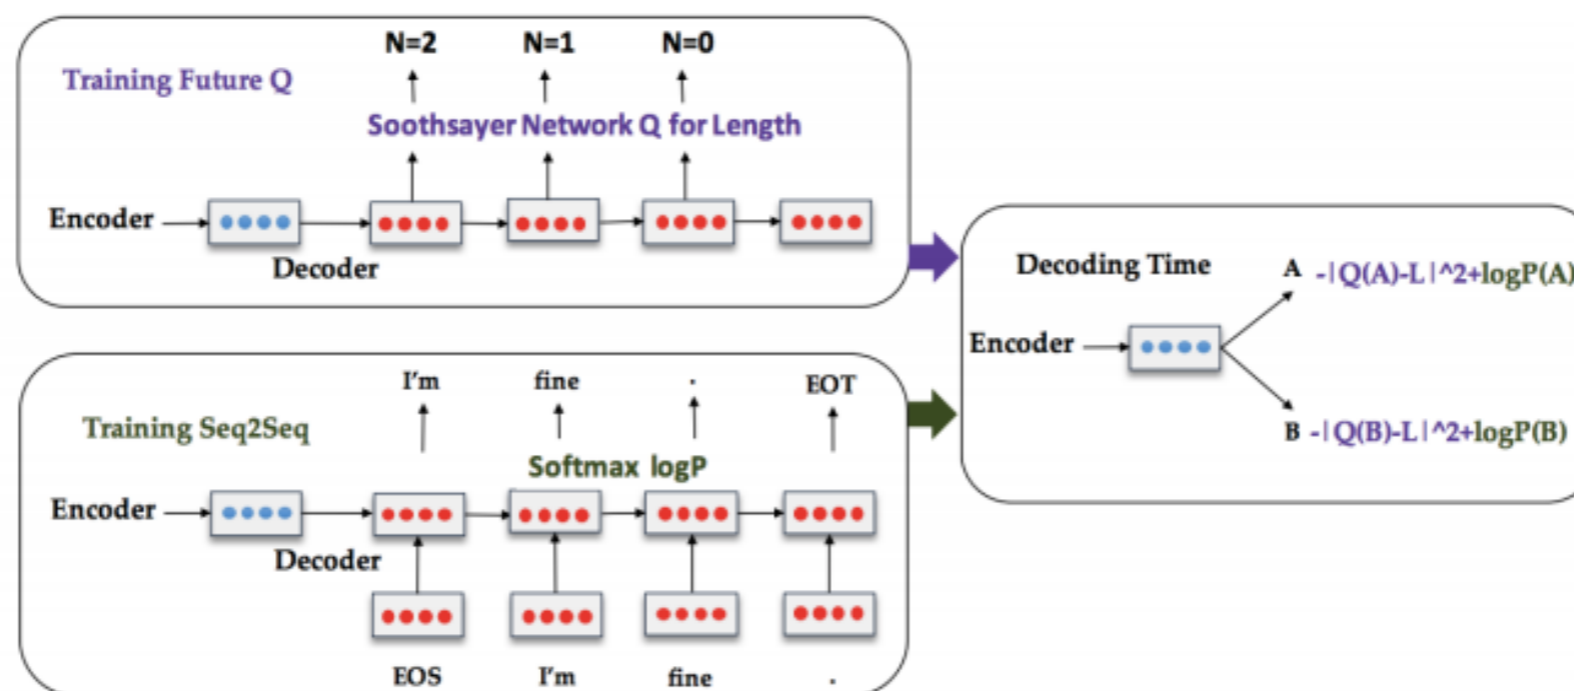 N=2 N=1 N=0
Training Future Q
Soothsayer Network Q for Length
Encoder
Decoder
I'm fine . EOT
Training Seq2Seq
Softmax logP
Encoder
Decoder
EOS I'm fine .
Decoding Time
A -|Q(A)-L|^2+logP(A)
Encoder
B -|Q(B)-L|^2+logP(B)